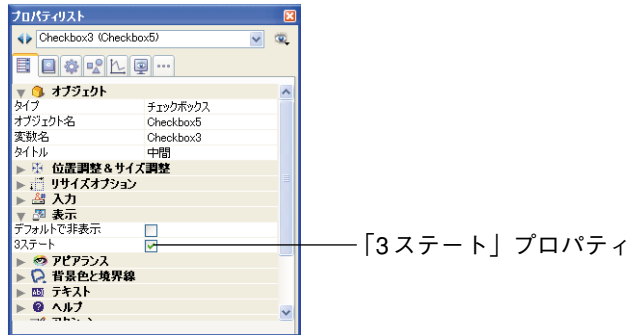 プロパティリスト
Checkbox3 (Checkbox5)
オブジェクト
タイプ チェックボックス
オブジェクト名 Checkbox5
変数名 Checkbox3
タイトル 中間
位置調整＆サイズ調整
リサイズオプション
入力
表示
デフォルトで非表示
3ステート
「3ステート」プロパティ
アピアランス
背景色と境界線
テキスト
ヘルプ